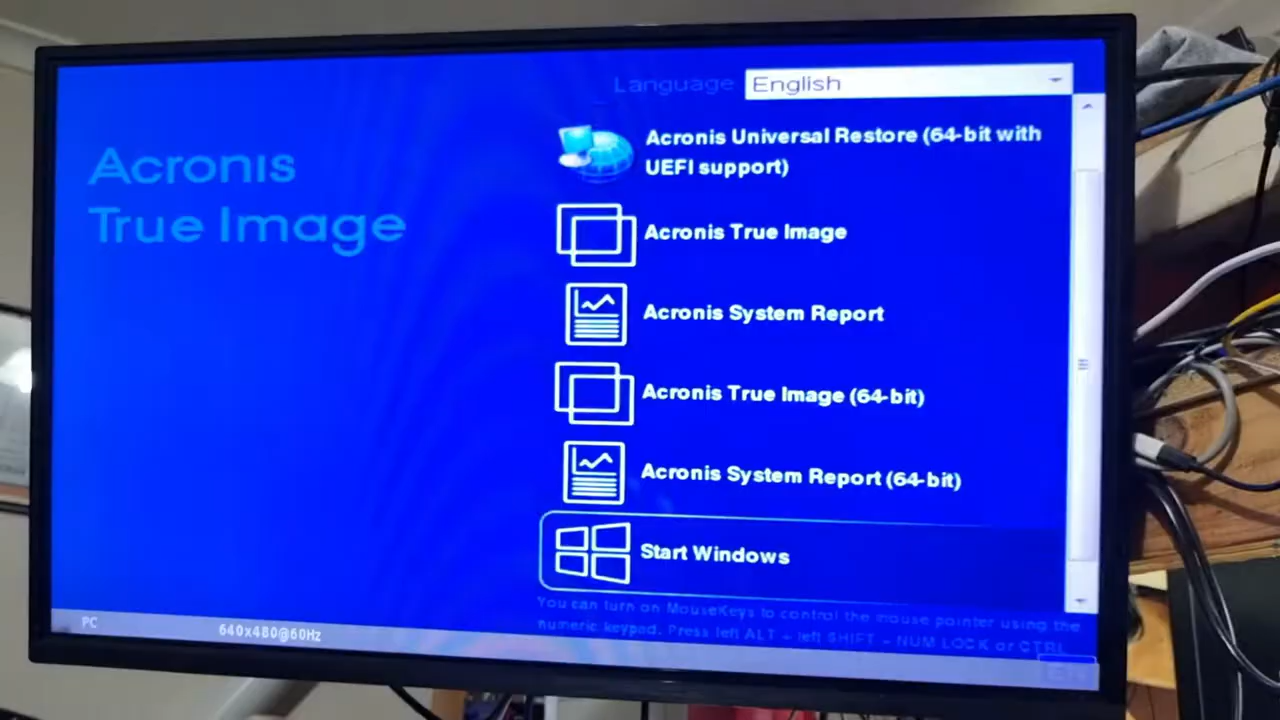 Language English
Acronis
True Image
Acronis Universal Restore (64-bit with
UEFI support)
Acronis True Image
Acronis System Report
Acronis True Image (64-bit)
Acronis System Report (64-bit)
Start Windows
You can turn on MouseKeys to control the mouse pointer using the
numeric keypad. Press left ALT + left SHIFT + NUM LOCK or CTRL
PC 640x480@60Hz
EN